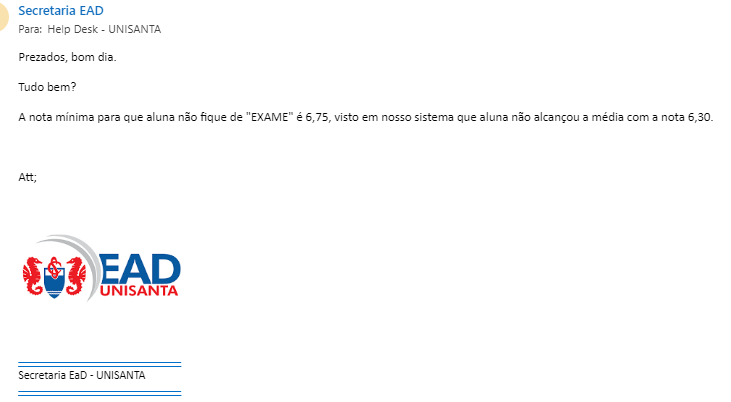 Secretaria EAD
Para: Help Desk - UNISANTA
Prezados, bom dia.
Tudo bem?
A nota mínima para que aluna não fique de "EXAME" é 6,75, visto em nosso sistema que aluna não alcançou a média com a nota 6,30.
Att;
EAD
UNISANTA
Secretaria EaD - UNISANTA